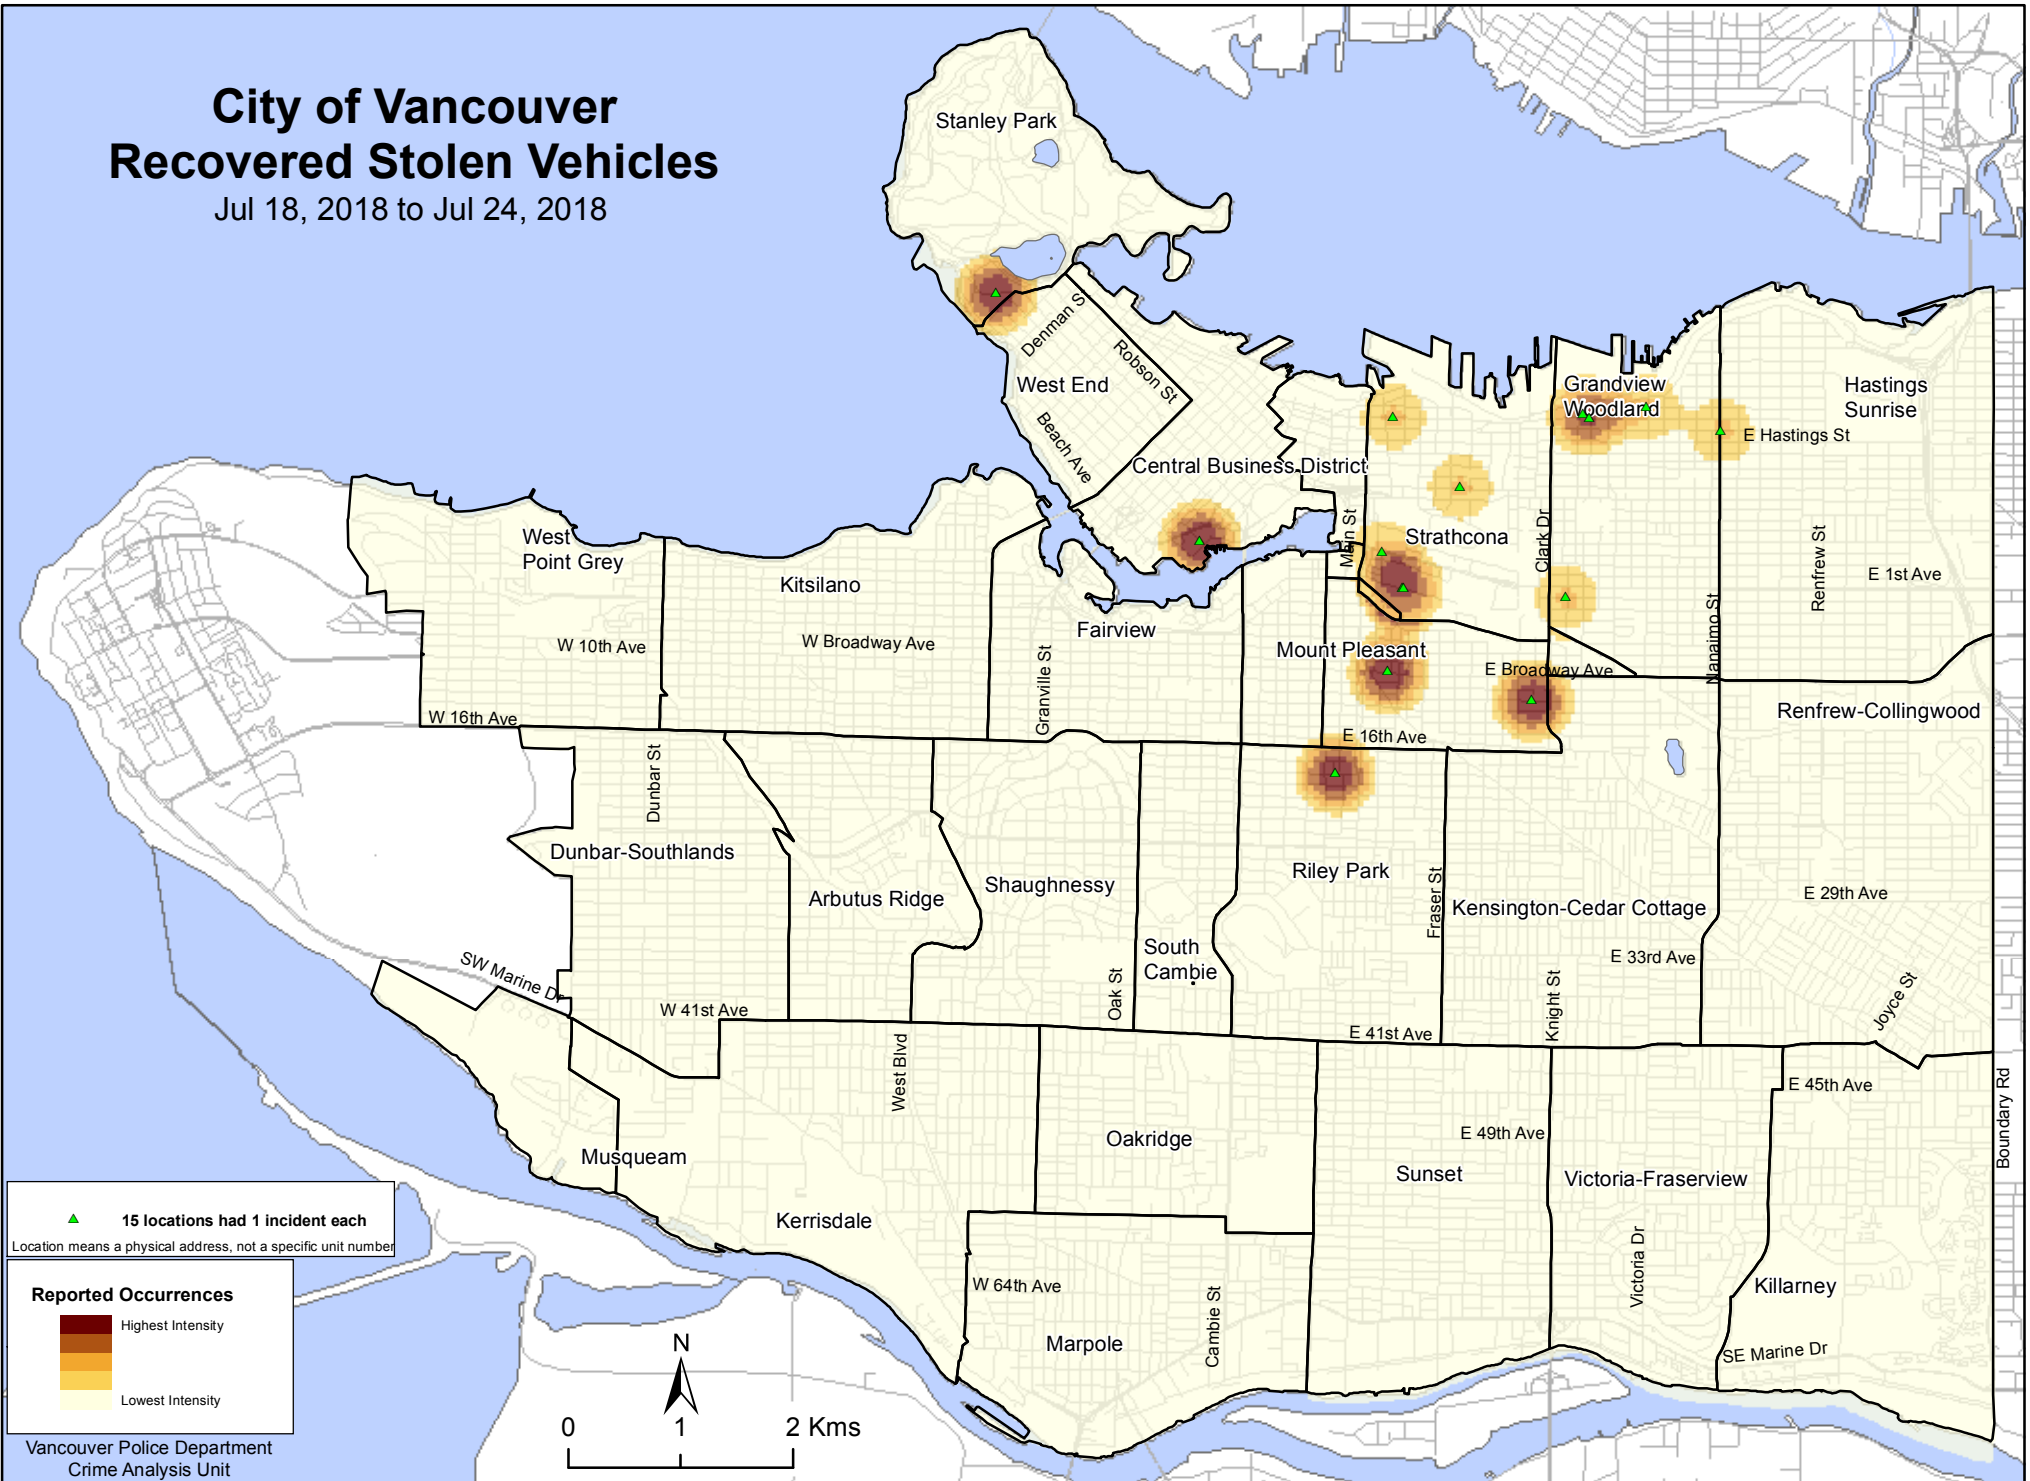 City of Vancouver
Recovered Stolen Vehicles
Jul 18, 2018 to Jul 24, 2018
Stanley Park
Denman S
Robson St
West End
Beach Ave
Central Business District
Grandview
Woodland
Hastings
Sunrise
E Hastings St
Main St
Strathcona
Clark Dr
Renfrew St
E 1st Ave
Nanaimo St
West
Point Grey
Kitsilano
Fairview
W 10th Ave
W Broadway Ave
Granville St
Mount Pleasant
E Broadway Ave
W 16th Ave
E 16th Ave
Renfrew-Collingwood
Dunbar St
Dunbar-Southlands
Arbutus Ridge
Shaughnessy
Riley Park
Fraser St
Kensington-Cedar Cottage
E 29th Ave
South
Cambie
E 33rd Ave
SW Marine Dr
W 41st Ave
Oak St
E 41st Ave
Knight St
Joyce St
West Blvd
E 45th Ave
Boundary Rd
Oakridge
E 49th Ave
Musqueam
Sunset
Victoria-Fraserview
Kerrisdale
Victoria Dr
W 64th Ave
Cambie St
Killarney
Marpole
SE Marine Dr
15 locations had 1 incident each
Location means a physical address, not a specific unit number
Reported Occurrences
Highest Intensity
Lowest Intensity
Vancouver Police Department
Crime Analysis Unit
N
0 1 2 Kms